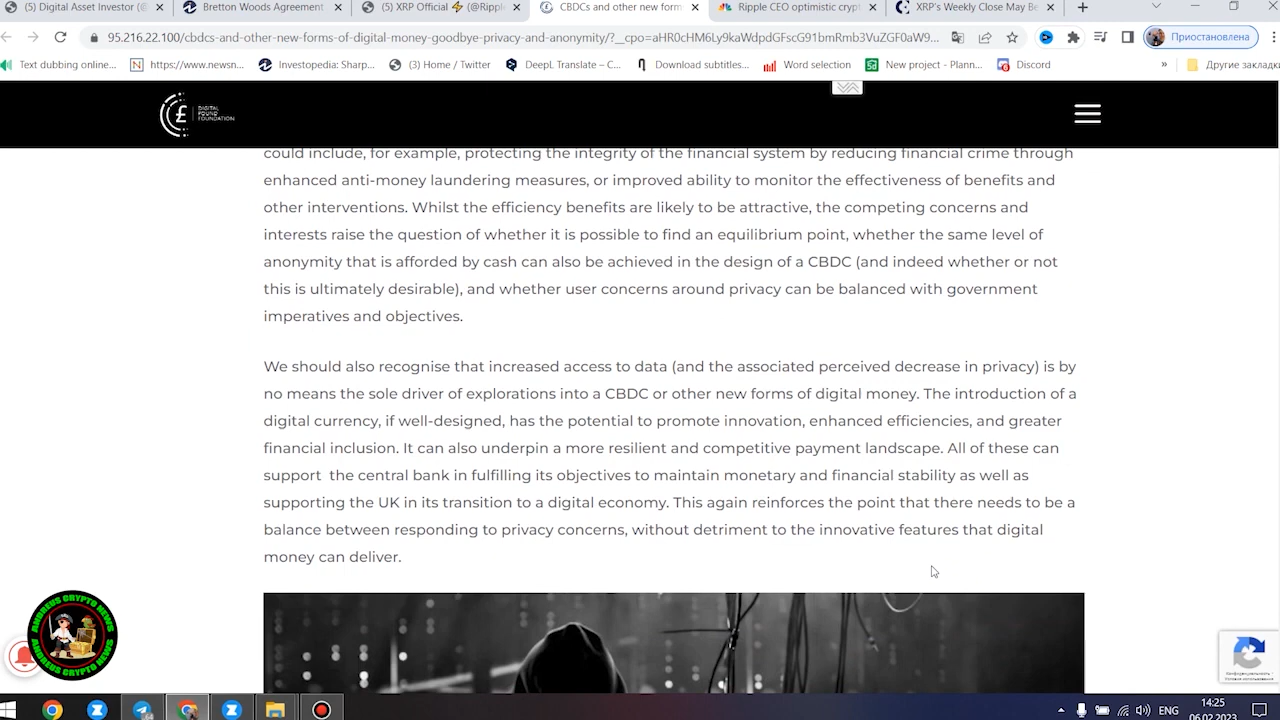 (5) Digital Asset Investor (@
Bretton Woods Agreement
(5) XRP Official ⚡ (@Ripple
CBDCs and other new form
Ripple CEO optimistic crypt
XRP's Weekly Close May Be
95.216.22.100/cbdcs-and-other-new-forms-of-digital-money-goodbye-privacy-and-anonymity/?__cpo=aHR0cHM6Ly9kaWdpdGFscG91bmRmb3VuZGF0aW9...
Приостановлена
Text dubbing online...
https://www.newsn...
Investopedia: Sharp...
(3) Home / Twitter
DeepL Translate – C...
Download subtitles...
Word selection
New project - Plann...
Discord
»
Другие закладки
DIGITAL
POUND
FOUNDATION
could include, for example, protecting the integrity of the financial system by reducing financial crime through
enhanced anti-money laundering measures, or improved ability to monitor the effectiveness of benefits and
other interventions. Whilst the efficiency benefits are likely to be attractive, the competing concerns and
interests raise the question of whether it is possible to find an equilibrium point, whether the same level of
anonymity that is afforded by cash can also be achieved in the design of a CBDC (and indeed whether or not
this is ultimately desirable), and whether user concerns around privacy can be balanced with government
imperatives and objectives.
We should also recognise that increased access to data (and the associated perceived decrease in privacy) is by
no means the sole driver of explorations into a CBDC or other new forms of digital money. The introduction of a
digital currency, if well-designed, has the potential to promote innovation, enhanced efficiencies, and greater
financial inclusion. It can also underpin a more resilient and competitive payment landscape. All of these can
support the central bank in fulfilling its objectives to maintain monetary and financial stability as well as
supporting the UK in its transition to a digital economy. This again reinforces the point that there needs to be a
balance between responding to privacy concerns, without detriment to the innovative features that digital
money can deliver.
ANDREUS CRYPTO NEWS
ANDREUS CRYPTO NEWS
Конфиденциальность -
Условия использования
ENG
14:25
06.02.2023